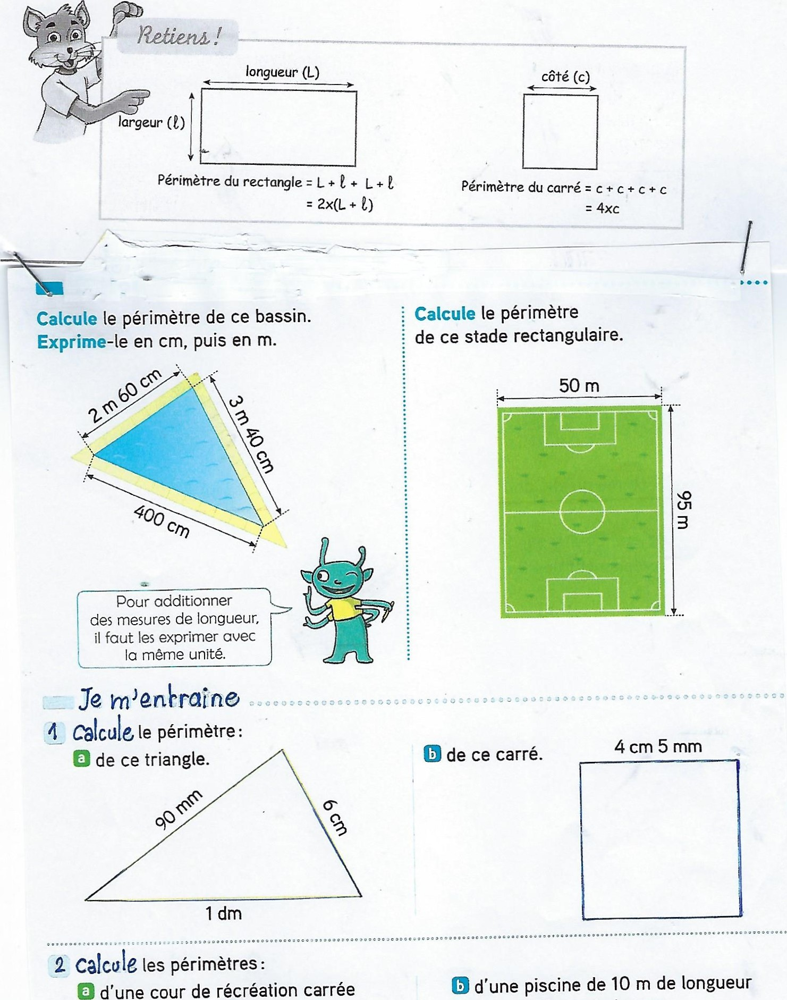 Retiens !
longueur (L)
largeur (ℓ)
Périmètre du rectangle = L + ℓ + L + ℓ
= 2x(L + ℓ)
côté (c)
Périmètre du carré = c + c + c + c
= 4xc
Calcule le périmètre de ce bassin.
Exprime-le en cm, puis en m.
2 m 60 cm
3 m 40 cm
400 cm
Pour additionner
des mesures de longueur,
il faut les exprimer avec
la même unité.
Calcule le périmètre
de ce stade rectangulaire.
50 m
95 m
Je m'entraine
1 Calcule le périmètre :
a de ce triangle.
90 mm
6 cm
1 dm
b de ce carré.
4 cm 5 mm
2 Calcule les périmètres :
a d'une cour de récréation carrée
b d'une piscine de 10 m de longueur